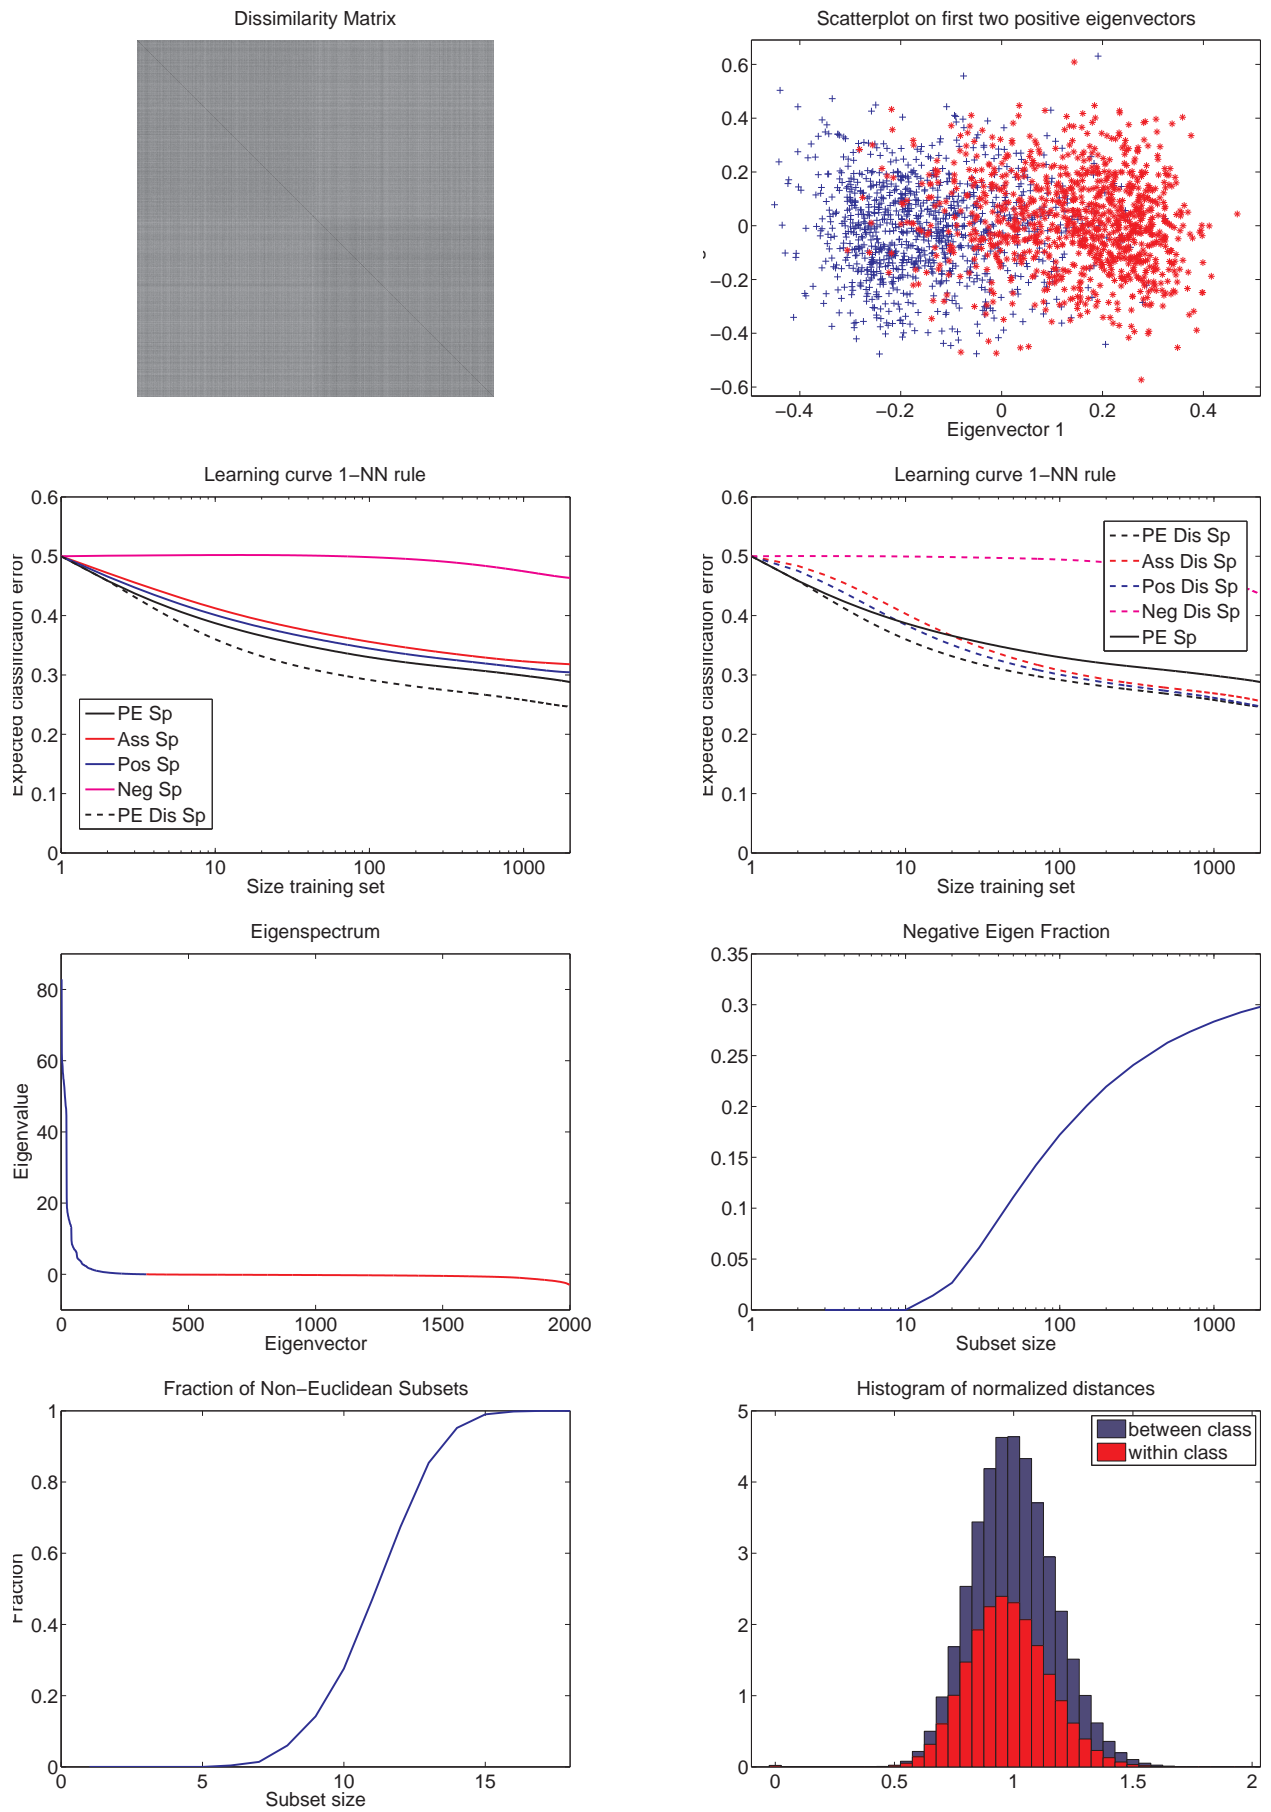 Dissimilarity Matrix
Scatterplot on first two positive eigenvectors
0.6
0.4
0.2
0
−0.2
−0.4
−0.6
−0.4 −0.2 0 0.2 0.4
Eigenvector 1
Learning curve 1−NN rule
Expected classification error
0.6
0.5
0.4
0.3
0.2
0.1
0
PE Sp
Ass Sp
Pos Sp
Neg Sp
PE Dis Sp
1 10 100 1000
Size training set
Learning curve 1−NN rule
Expected classification error
0.6
0.5
0.4
0.3
0.2
0.1
0
PE Dis Sp
Ass Dis Sp
Pos Dis Sp
Neg Dis Sp
PE Sp
1 10 100 1000
Size training set
Eigenspectrum
Eigenvalue
80
60
40
20
0
0 500 1000 1500 2000
Eigenvector
Negative Eigen Fraction
0.35
0.3
0.25
0.2
0.15
0.1
0.05
0
1 10 100 1000
Subset size
Fraction of Non−Euclidean Subsets
Fraction
1
0.8
0.6
0.4
0.2
0
0 5 10 15
Subset size
Histogram of normalized distances
5
4
3
2
1
0
between class
within class
0 0.5 1 1.5 2